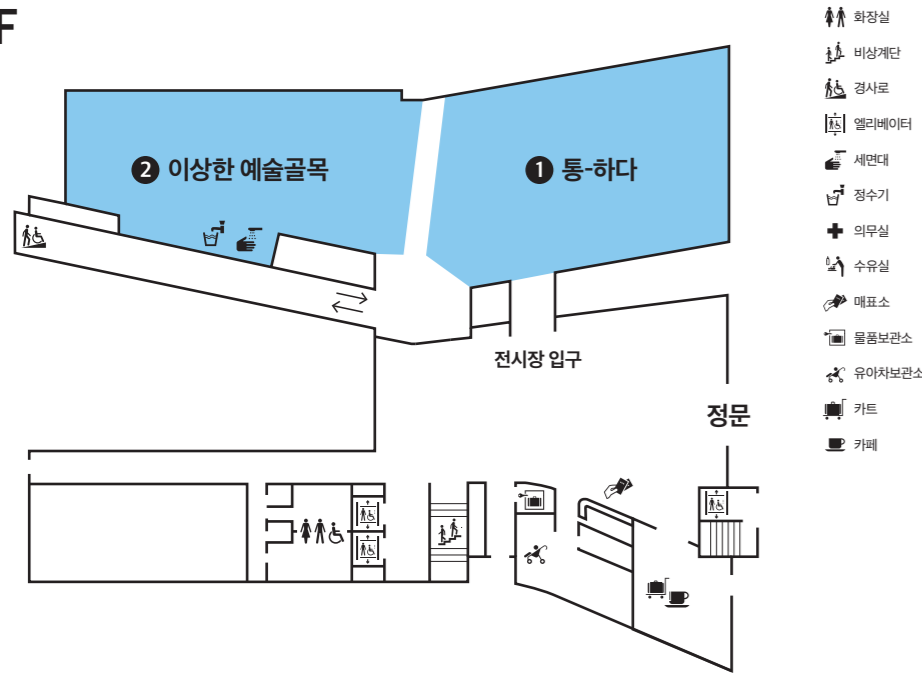 F
❷ 이상한 예술골목
❶ 통-하다
전시장 입구
정문
화장실
비상계단
경사로
엘리베이터
세면대
정수기
의무실
수유실
매표소
물품보관소
유아차보관소
카트
카페